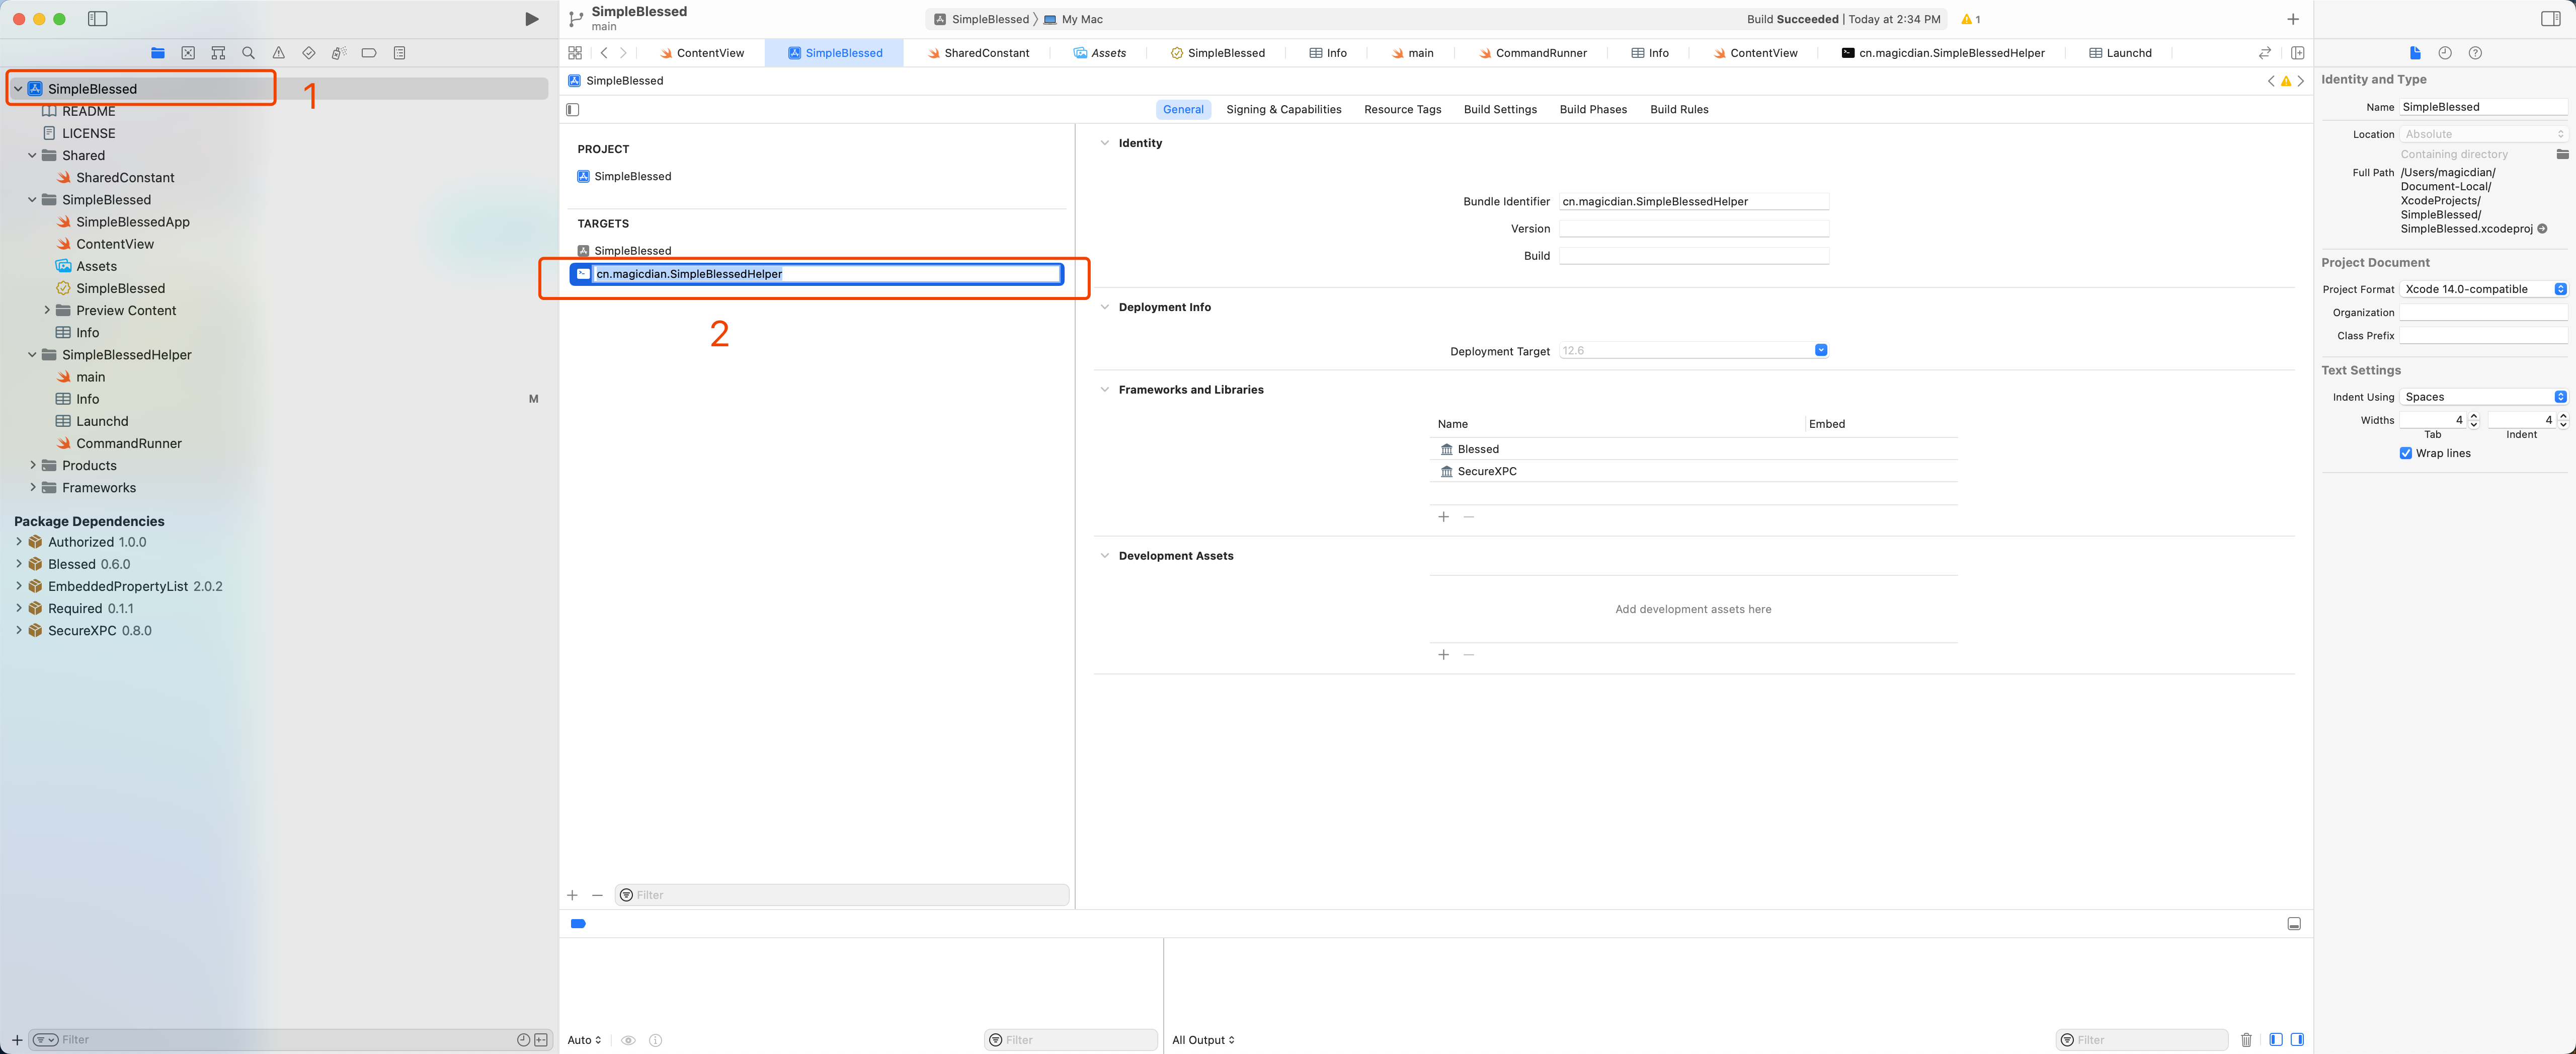 SimpleBlessed
main
SimpleBlessed
My Mac
Build Succeeded | Today at 2:34 PM
1
ContentView
SimpleBlessed
SharedConstant
Assets
SimpleBlessed
Info
main
CommandRunner
Info
ContentView
cn.magicdian.SimpleBlessedHelper
Launchd
SimpleBlessed
1
README
LICENSE
Shared
SharedConstant
SimpleBlessed
SimpleBlessedApp
ContentView
Assets
SimpleBlessed
Preview Content
Info
SimpleBlessedHelper
main
Info
M
Launchd
CommandRunner
Products
Frameworks
Package Dependencies
Authorized 1.0.0
Blessed 0.6.0
EmbeddedPropertyList 2.0.2
Required 0.1.1
SecureXPC 0.8.0
Filter
SimpleBlessed
General
Signing & Capabilities
Resource Tags
Build Settings
Build Phases
Build Rules
PROJECT
SimpleBlessed
TARGETS
SimpleBlessed
cn.magicdian.SimpleBlessedHelper
2
Filter
Identity
Bundle Identifier cn.magicdian.SimpleBlessedHelper
Version
Build
Deployment Info
Deployment Target 12.6
Frameworks and Libraries
Name Embed
Blessed
SecureXPC
Development Assets
Add development assets here
Auto
Filter
All Output
Filter
Identity and Type
Name SimpleBlessed
Location Absolute
Containing directory
Full Path /Users/magicdian/
Document-Local/
XcodeProjects/
SimpleBlessed/
SimpleBlessed.xcodeproj
Project Document
Project Format Xcode 14.0-compatible
Organization
Class Prefix
Text Settings
Indent Using Spaces
Widths 4 4
Tab Indent
Wrap lines